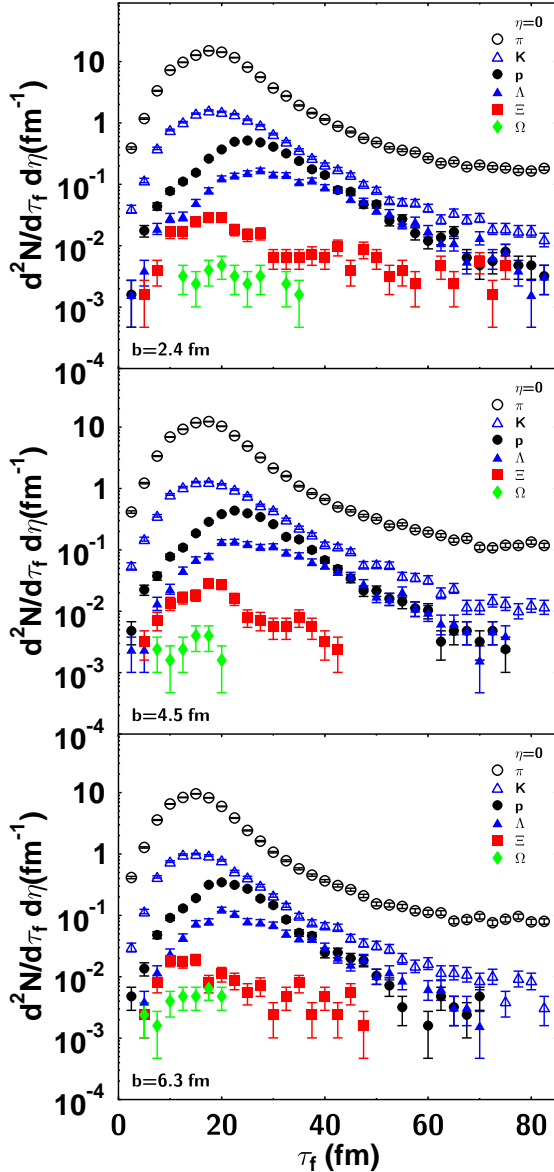 η=0
π
K
p
Λ
Ξ
Ω
10
1
10⁻¹
10⁻²
10⁻³
10⁻⁴
d²N/dτ_f dη(fm⁻¹)
b=2.4 fm
η=0
π
K
p
Λ
Ξ
Ω
10
1
10⁻¹
10⁻²
10⁻³
10⁻⁴
d²N/dτ_f dη(fm⁻¹)
b=4.5 fm
η=0
π
K
p
Λ
Ξ
Ω
10
1
10⁻¹
10⁻²
10⁻³
10⁻⁴
d²N/dτ_f dη(fm⁻¹)
b=6.3 fm
0 20 40 60 80
τ_f (fm)